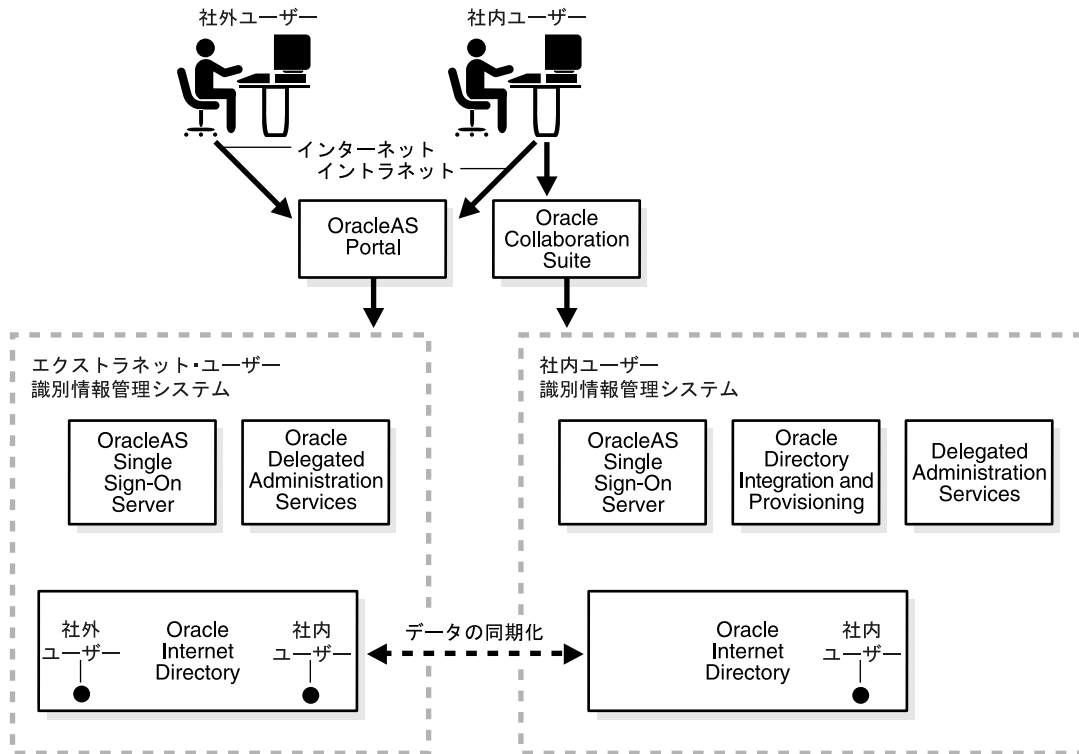 社外ユーザー
社内ユーザー
インターネット
イントラネット
OracleAS
Portal
Oracle
Collaboration
Suite
エクストラネット・ユーザー
識別情報管理システム
OracleAS
Single
Sign-On
Server
Oracle
Delegated
Administration
Services
社内ユーザー
識別情報管理システム
OracleAS
Single
Sign-On
Server
Oracle
Directory
Integration and
Provisioning
Delegated
Administration
Services
社外
ユーザー
Oracle
Internet
Directory
社内
ユーザー
データの同期化
Oracle
Internet
Directory
社内
ユーザー